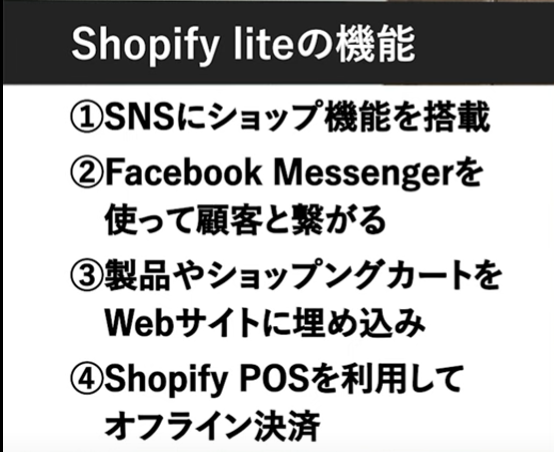 Shopify liteの機能
①SNSにショップ機能を搭載
②Facebook Messengerを
使って顧客と繋がる
③製品やショップングカートを
Webサイトに埋め込み
④Shopify POSを利用して
オフライン決済